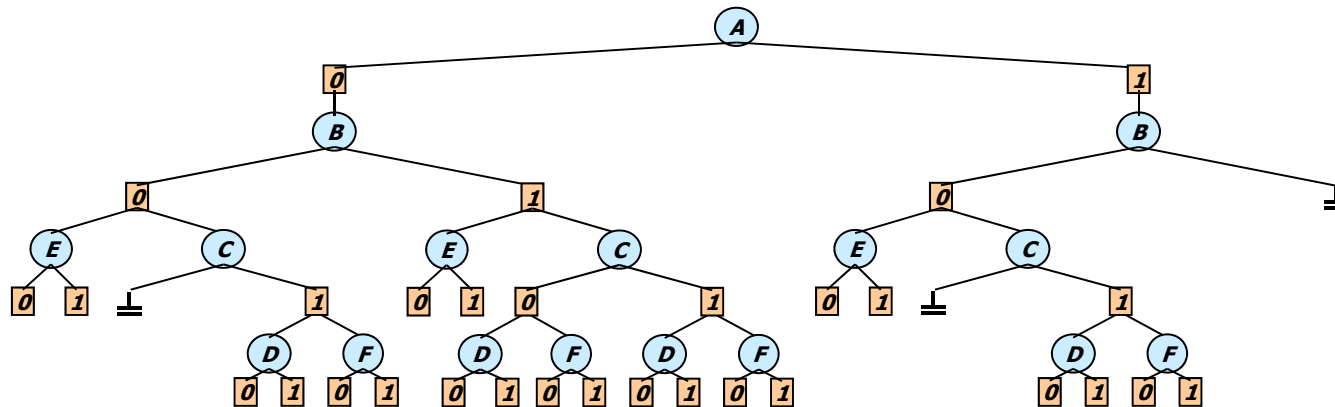 A
0 1
B B
0 1 0
E C E C E C
0 1 1 0 1 0 1 0 1 1
D F D F D F D F
0 1 0 1 0 1 0 1 0 1 0 1 0 1 0 1